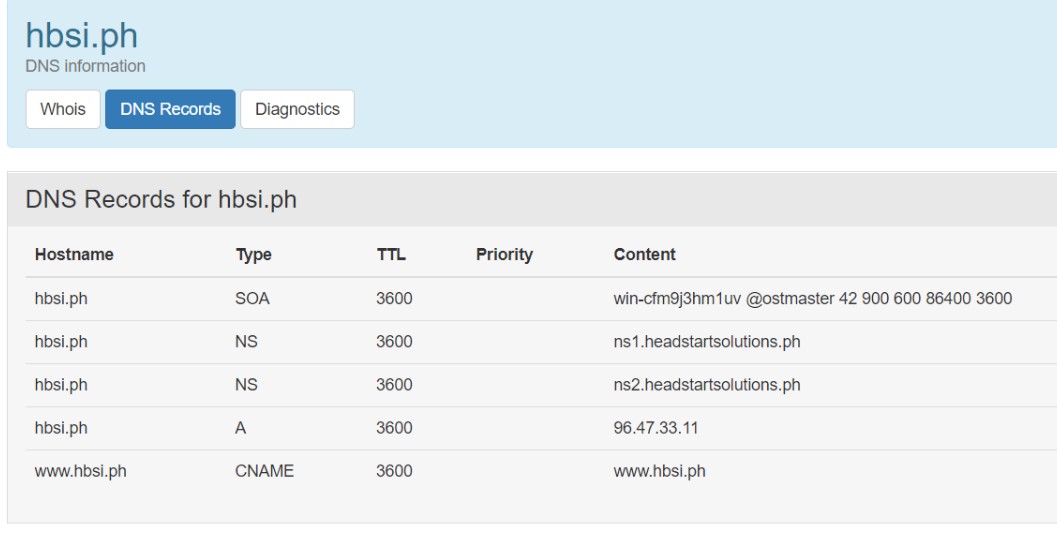 hbsi.ph
DNS information
Whois DNS Records Diagnostics
DNS Records for hbsi.ph
Hostname Type TTL Priority Content
hbsi.ph SOA 3600 win-cfm9j3hm1uv @ostmaster 42 900 600 86400 3600
hbsi.ph NS 3600 ns1.headstartsolutions.ph
hbsi.ph NS 3600 ns2.headstartsolutions.ph
hbsi.ph A 3600 96.47.33.11
www.hbsi.ph CNAME 3600 www.hbsi.ph